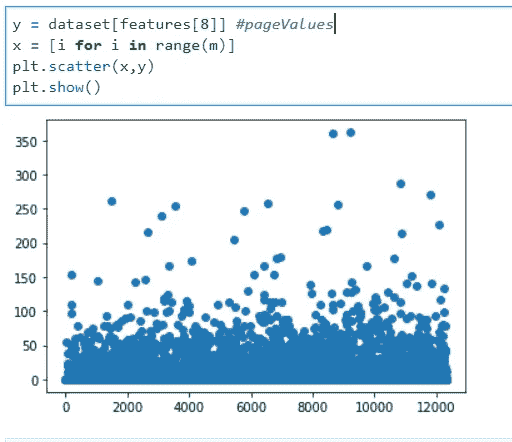 y = dataset[features[8]] #pageValues
x = [i for i in range(m)]
plt.scatter(x,y)
plt.show()
350
300
250
200
150
100
50
0
0 2000 4000 6000 8000 10000 12000